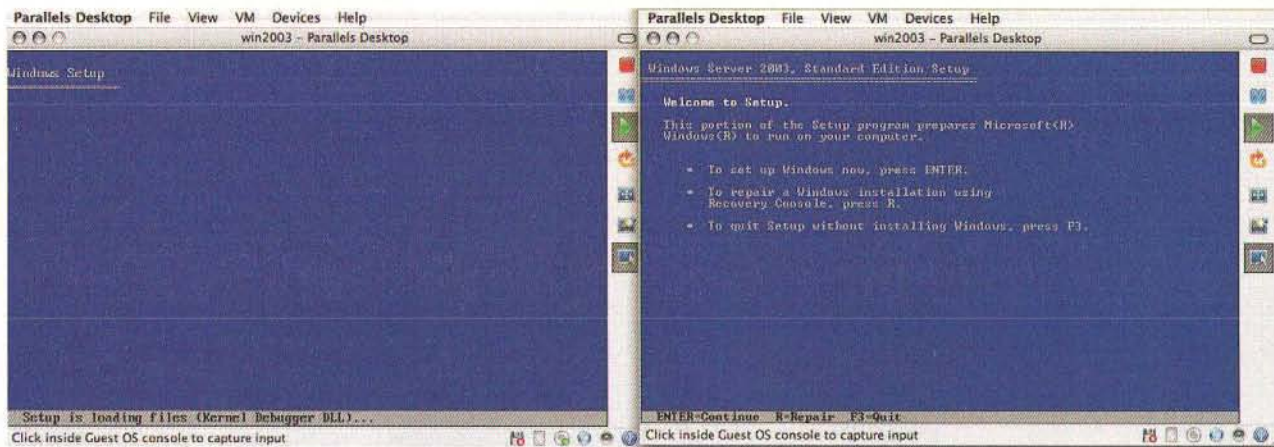 Parallels Desktop File View VM Devices Help
win2003 - Parallels Desktop
Windows Setup
Setup is loading files (Kernel Debugger DLL)...
Click inside Guest OS console to capture input
Parallels Desktop File View VM Devices Help
win2003 - Parallels Desktop
Windows Server 2003, Standard Edition Setup
Welcome to Setup.
This portion of the Setup program prepares Microsoft(R)
Windows(R) to run on your computer.
• To set up Windows now, press ENTER.
• To repair a Windows installation using
Recovery Console, press R.
• To quit Setup without installing Windows, press F3.
ENTER=Continue R=Repair F3=Quit
Click inside Guest OS console to capture input